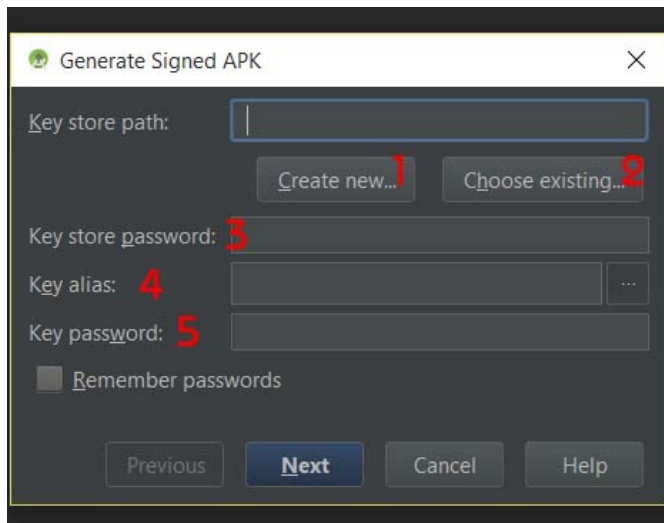 Generate Signed APK
Key store path:
Create new... 1 Choose existing... 2
Key store password: 3
Key alias: 4 ...
Key password: 5
Remember passwords
Previous Next Cancel Help